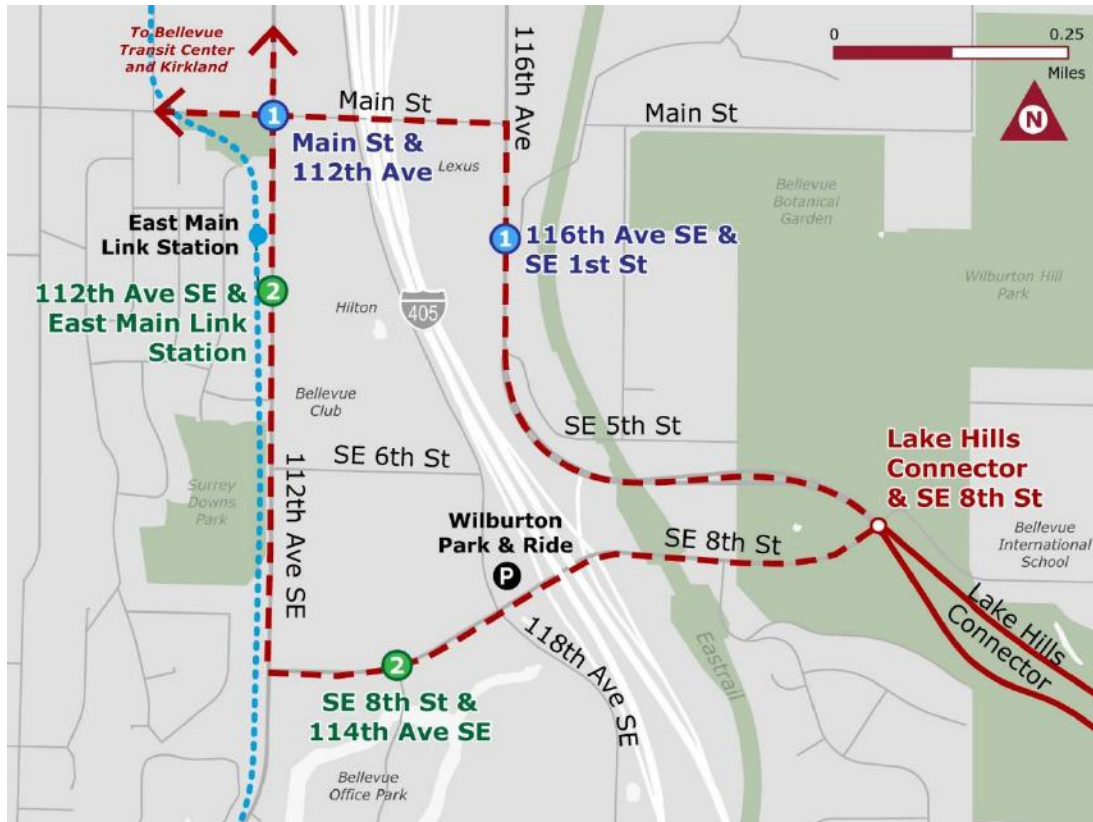 To Bellevue
Transit Center
and Kirkland
116th Ave
0
0.25
Miles
N
Main St
Main St
1
Main St &
112th Ave
Lexus
Bellevue
Botanical
Garden
East Main
Link Station
1
116th Ave SE &
SE 1st St
Wilburton Hill
Park
2
112th Ave SE &
East Main Link
Station
Hilton
405
Bellevue
Club
SE 5th St
SE 6th St
Lake Hills
Connector
& SE 8th St
Surrey
Downs
Park
112th Ave SE
Wilburton
Park & Ride
P
SE 8th St
Bellevue
International
School
Lake Hills
Connector
118th Ave SE
Eastrail
2
SE 8th St &
114th Ave SE
Bellevue
Office Park